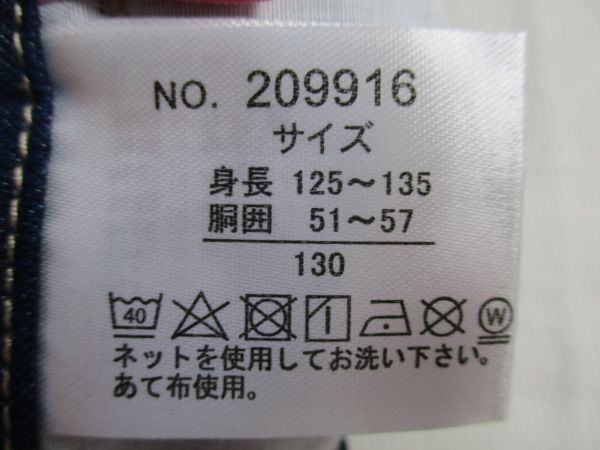 NO. 209916
サイズ
身長 125～135
胴囲 51～57
130
40 W
ネットを使用してお洗い下さい。
あて布使用。